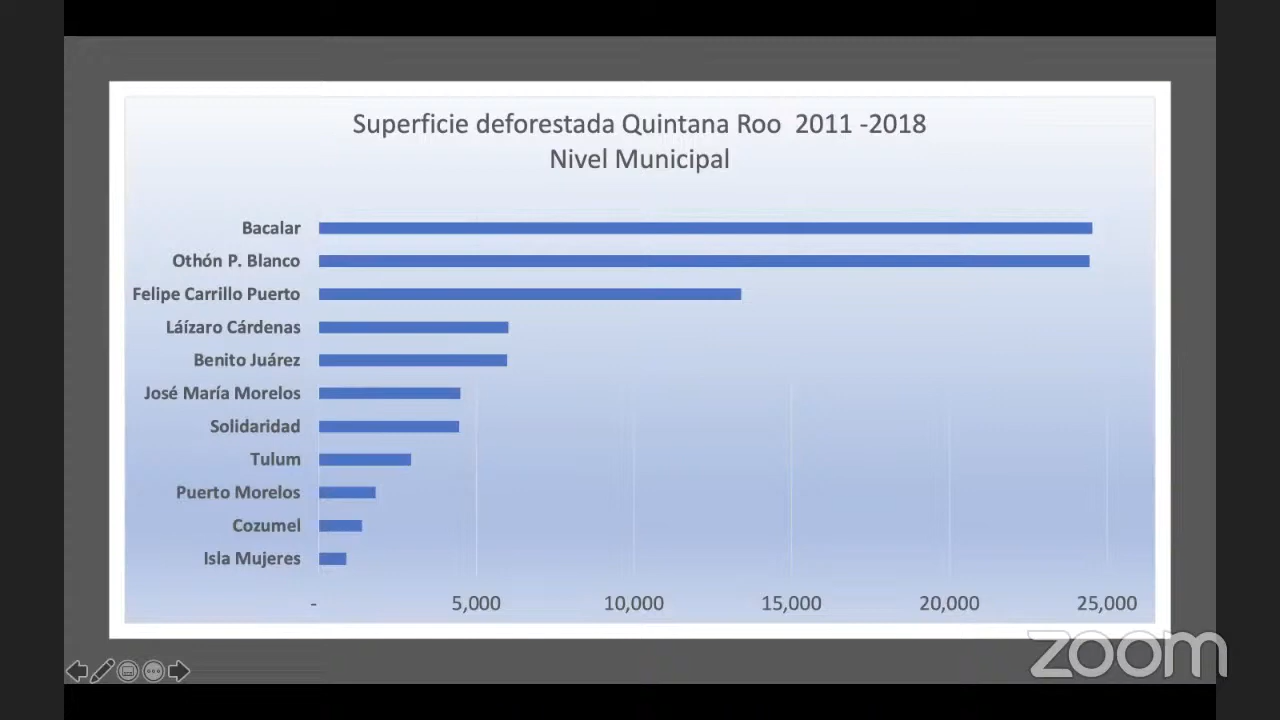 Superficie deforestada Quintana Roo 2011 -2018
Nivel Municipal
Bacalar
Othón P. Blanco
Felipe Carrillo Puerto
Láízaro Cárdenas
Benito Juárez
José María Morelos
Solidaridad
Tulum
Puerto Morelos
Cozumel
Isla Mujeres
- 5,000 10,000 15,000 20,000 25,000
zoom